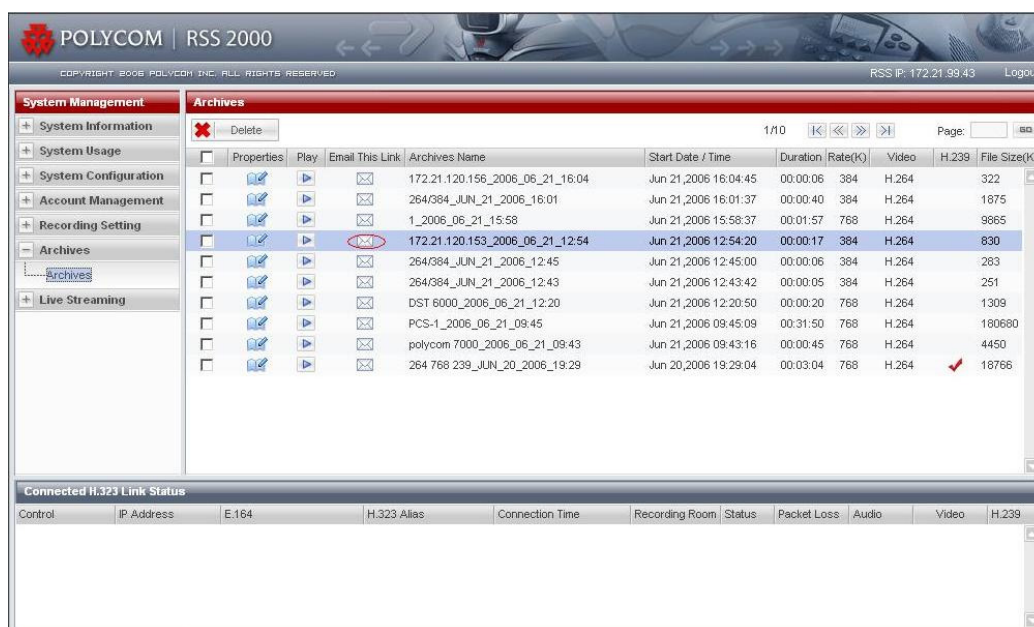 POLYCOM | RSS 2000
COPYRIGHT 2006 POLYCOM INC. ALL RIGHTS RESERVED
RSS IP: 172.21.99.43 Logou
System Management
+ System Information
+ System Usage
+ System Configuration
+ Account Management
+ Recording Setting
− Archives
Archives
+ Live Streaming
Archives
Delete 1/10 Page: GO
Properties Play Email This Link Archives Name Start Date / Time Duration Rate(K) Video H.239 File Size(K
172.21.120.156_2006_06_21_16:04 Jun 21,2006 16:04:45 00:00:06 384 H.264 322
264/384_JUN_21_2006_16:01 Jun 21,2006 16:01:37 00:00:40 384 H.264 1875
1_2006_06_21_15:58 Jun 21,2006 15:58:37 00:01:57 768 H.264 9865
172.21.120.153_2006_06_21_12:54 Jun 21,2006 12:54:20 00:00:17 384 H.264 830
264/384_JUN_21_2006_12:45 Jun 21,2006 12:45:00 00:00:06 384 H.264 283
264/384_JUN_21_2006_12:43 Jun 21,2006 12:43:42 00:00:05 384 H.264 251
DST 6000_2006_06_21_12:20 Jun 21,2006 12:20:50 00:00:20 768 H.264 1309
PCS-1_2006_06_21_09:45 Jun 21,2006 09:45:09 00:31:50 768 H.264 180680
polycom 7000_2006_06_21_09:43 Jun 21,2006 09:43:16 00:00:45 768 H.264 4450
264 768 239_JUN_20_2006_19:29 Jun 20,2006 19:29:04 00:03:04 768 H.264 18766
Connected H.323 Link Status
Control IP Address E.164 H.323 Alias Connection Time Recording Room Status Packet Loss Audio Video H.239